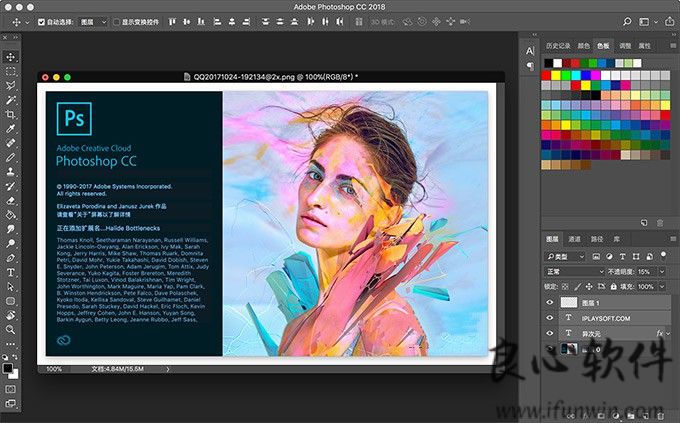 Adobe Photoshop CC 2018
自动选择:
图层
显示变换控件
3D 模式:
QQ20171024-192134@2x.png @ 100%(RGB/8*) *
Ps
Adobe Creative Cloud
Photoshop CC
© 1990-2017 Adobe Systems Incorporated.
All rights reserved.
Elizaveta Porodina and Janusz Jurek 作品
请查看"关于"屏幕以了解详情
正在添加扩展名...Halide Bottlenecks
Thomas Knoll, Seetharaman Narayanan, Russell Williams,
Jackie Lincoln-Owyang, Alan Erickson, Ivy Mak, Sarah
Kong, Jerry Harris, Mike Shaw, Thomas Ruark, Domnita
Petri, David Mohr, Yukie Takahashi, David Dobish, Steven
E. Snyder, John Peterson, Adam Jerugim, Tom Attix, Judy
Severance, Yuko Kagita, Foster Brereton, Meredith
Stotzner, Tai Luxon, Vinod Balakrishnan, Tim Wright,
John Worthington, Mark Maguire, Maria Yap, Pam Clark,
B. Winston Hendrickson, Pete Falco, Dave Polaschek,
Kyoko Itoda, Kellisa Sandoval, Steve Guilhamet, Daniel
Presedo, Sarah Stuckey, David Hackel, Eric Floch, Kevin
Hopps, Jeffrey Cohen, John E. Hanson, Yuyan Song,
Barkin Aygun, Betty Leong, Jeanne Rubbo, Jeff Sass,
100%
文档:4.84M/15.5M
历史记录
颜色
色板
调整
属性
图层
通道
路径
库
类型
正常
不透明度: 15%
锁定:
填充: 100%
图层 1
IPLAYSOFT.COM
异次元
fx
良心软件
www.ifunwin.com